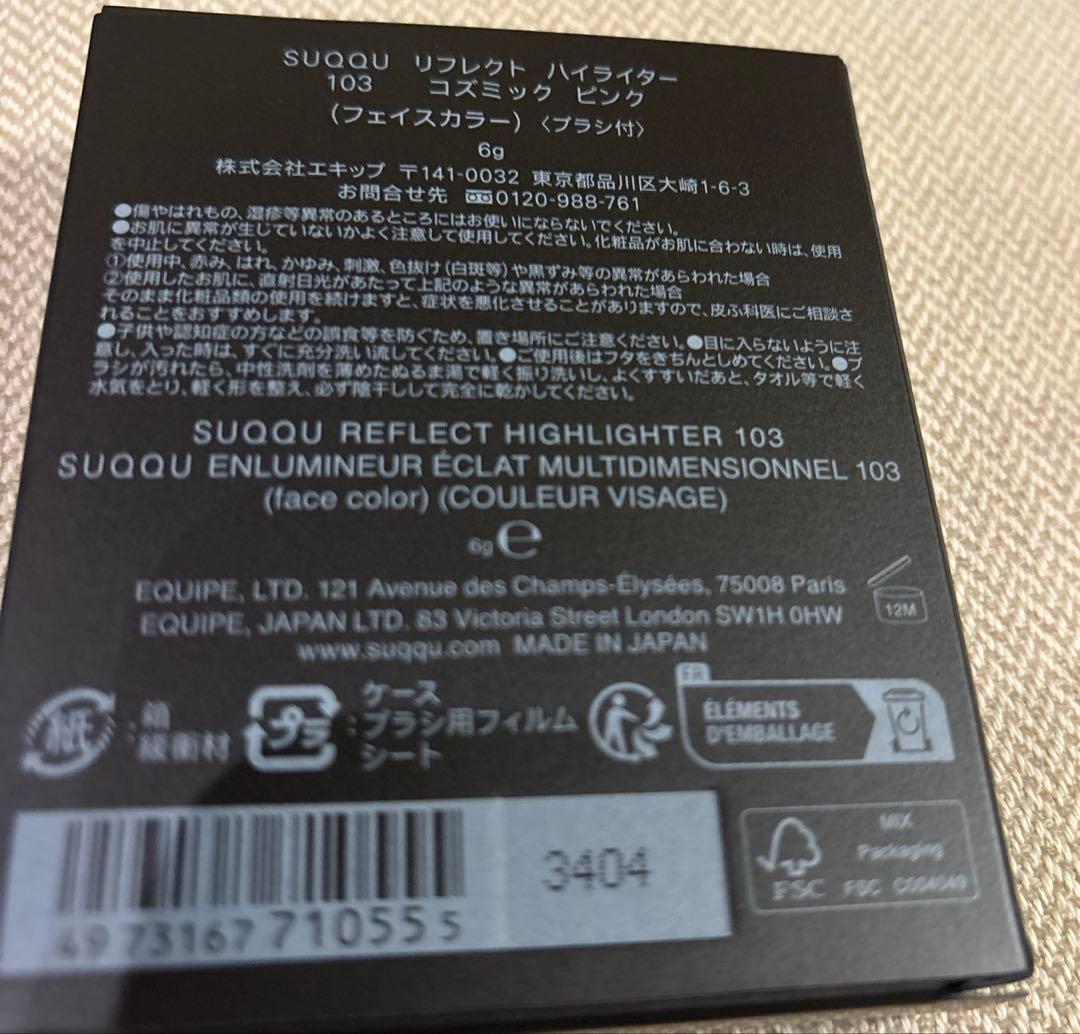 SUQQU リフレクト ハイライター
103 コズミック ピンク
(フェイスカラー) 〈ブラシ付〉
6g
株式会社エキップ 〒141-0032 東京都品川区大崎1-6-3
お問合せ先 0120-988-761
●傷やはれもの、湿疹等異常のあるところにはお使いにならないでください。
●お肌に異常が生じていないかよく注意して使用してください。化粧品がお肌に合わない時は、使用
を中止してください。
①使用中、赤み、はれ、かゆみ、刺激、色抜け(白斑等)や黒ずみ等の異常があらわれた場合
②使用したお肌に、直射日光があたって上記のような異常があらわれた場合
そのまま化粧品類の使用を続けますと、症状を悪化させることがありますので、皮ふ科医にご相談さ
れることをおすすめします。
●子供や認知症の方などの誤食等を防ぐため、置き場所にご注意ください。●目に入らないように注
意し、入った時は、すぐに充分洗い流してください。●ご使用後はフタをきちんとしめてください。●ブ
ラシが汚れたら、中性洗剤を薄めたぬるま湯で軽く振り洗いし、よくすすいだあと、タオル等で軽く
水気をとり、軽く形を整え、必ず陰干しして完全に乾かしてください。
SUQQU REFLECT HIGHLIGHTER 103
SUQQU ENLUMINEUR ÉCLAT MULTIDIMENSIONNEL 103
(face color) (COULEUR VISAGE)
6g ℮
EQUIPE, LTD. 121 Avenue des Champs-Élysées, 75008 Paris
EQUIPE, JAPAN LTD. 83 Victoria Street London SW1H 0HW
12M
www.suqqu.com MADE IN JAPAN
紙 : 箱
緩衝材
プラ : ケース
ブラシ用フィルム
シート
FR
ÉLÉMENTS
D'EMBALLAGE
3404
4973167710555
MIX
Packaging
FSC FSC C004049